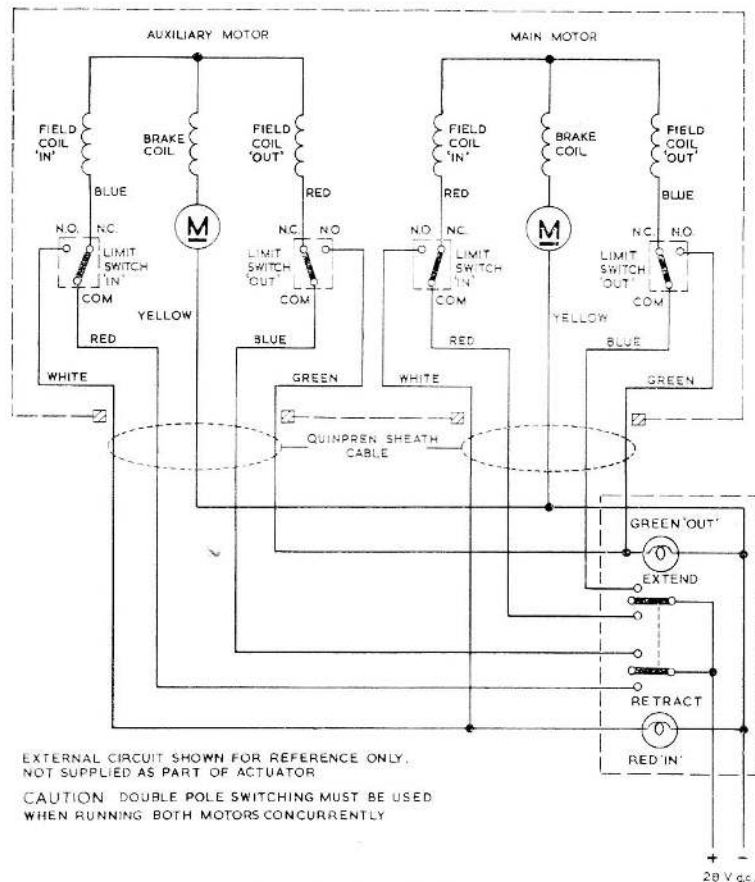 AUXILIARY MOTOR
MAIN MOTOR
FIELD
COIL
'IN'
BRAKE
COIL
FIELD
COIL
'OUT'
FIELD
COIL
'IN'
BRAKE
COIL
FIELD
COIL
'OUT'
BLUE
RED
RED
BLUE
M
M
N.O. N.C.
N.C. N.O
N.O N.C.
N.C. N.O.
LIMIT
SWITCH
'IN'
LIMIT
SWITCH
'OUT'
LIMIT
SWITCH
'IN'
LIMIT
SWITCH
'OUT'
COM
COM
COM
COM
YELLOW
YELLOW
RED
BLUE
RED
BLUE
WHITE
GREEN
WHITE
GREEN
QUINPREN SHEATH
CABLE
GREEN 'OUT'
EXTEND
RETRACT
RED 'IN'
EXTERNAL CIRCUIT SHOWN FOR REFERENCE ONLY.
NOT SUPPLIED AS PART OF ACTUATOR
CAUTION DOUBLE POLE SWITCHING MUST BE USED
WHEN RUNNING BOTH MOTORS CONCURRENTLY
+ −
28 V d.c.